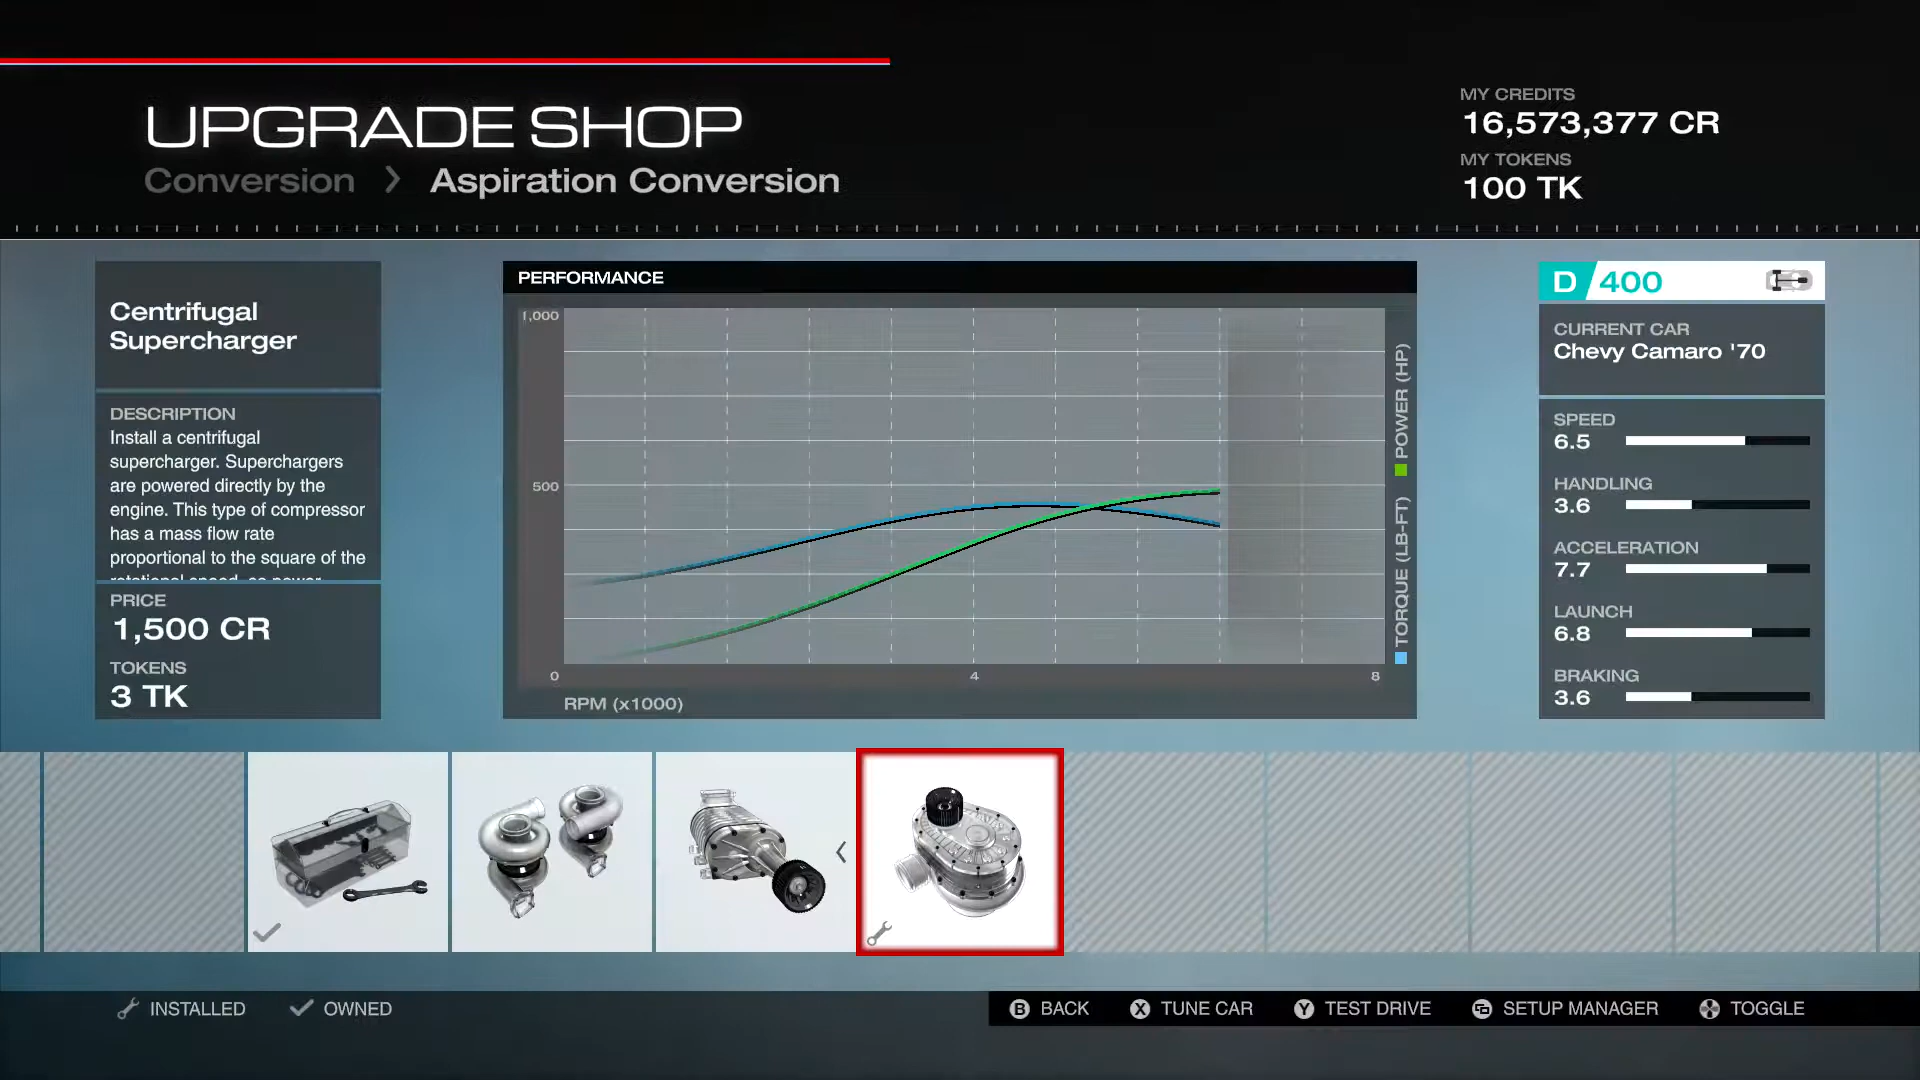 UPGRADE SHOP
Conversion > Aspiration Conversion
MY CREDITS
16,573,377 CR
MY TOKENS
100 TK
Centrifugal
Supercharger
DESCRIPTION
Install a centrifugal
supercharger. Superchargers
are powered directly by the
engine. This type of compressor
has a mass flow rate
proportional to the square of the
rotational speed, so power
PRICE
1,500 CR
TOKENS
3 TK
PERFORMANCE
1,000
500
0
4
8
RPM (x1000)
POWER (HP)
TORQUE (LB-FT)
D 400
CURRENT CAR
Chevy Camaro '70
SPEED
6.5
HANDLING
3.6
ACCELERATION
7.7
LAUNCH
6.8
BRAKING
3.6
INSTALLED
OWNED
B BACK
X TUNE CAR
Y TEST DRIVE
SETUP MANAGER
TOGGLE